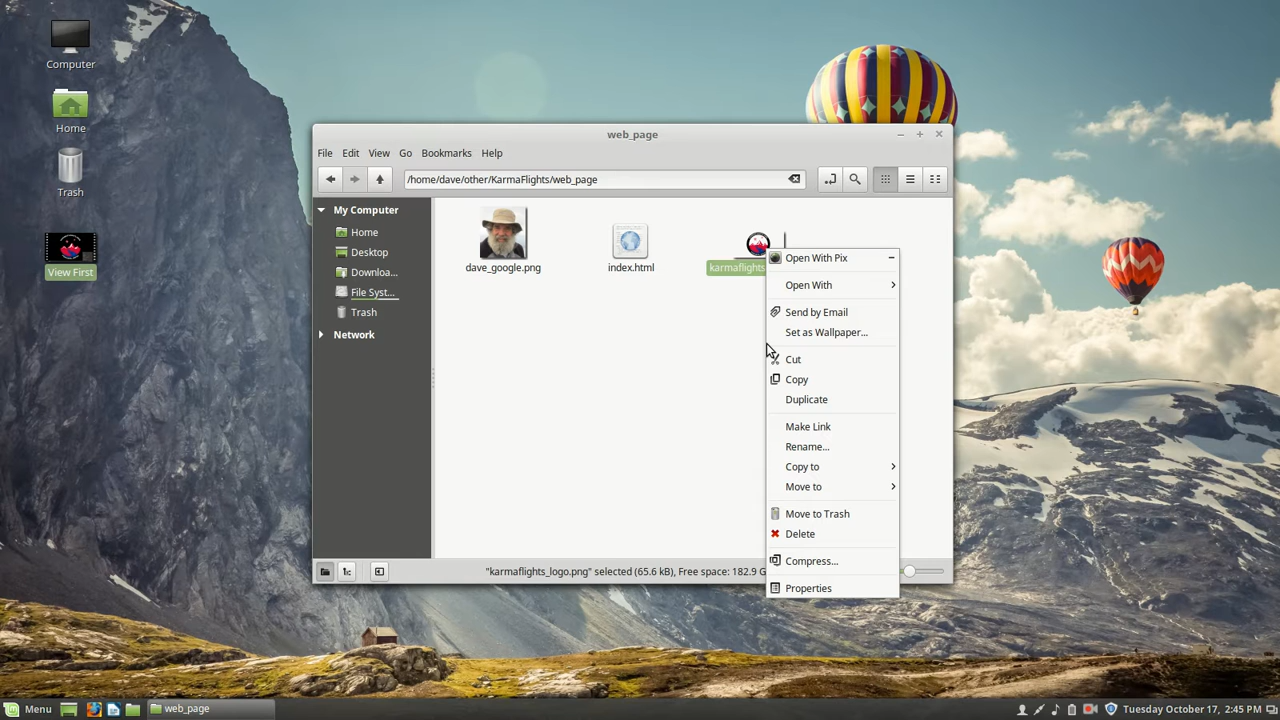 Computer
Home
Trash
View First
web_page
File Edit View Go Bookmarks Help
/home/dave/other/KarmaFlights/web_page
My Computer
Home
Desktop
Downloa...
File Syst...
Trash
Network
dave_google.png
index.html
karmaflights
Open With Pix
Open With
Send by Email
Set as Wallpaper...
Cut
Copy
Duplicate
Make Link
Rename...
Copy to
Move to
Move to Trash
Delete
Compress...
Properties
"karmaflights_logo.png" selected (65.6 kB), Free space: 182.9 G
Menu
web_page
Tuesday October 17, 2:45 PM